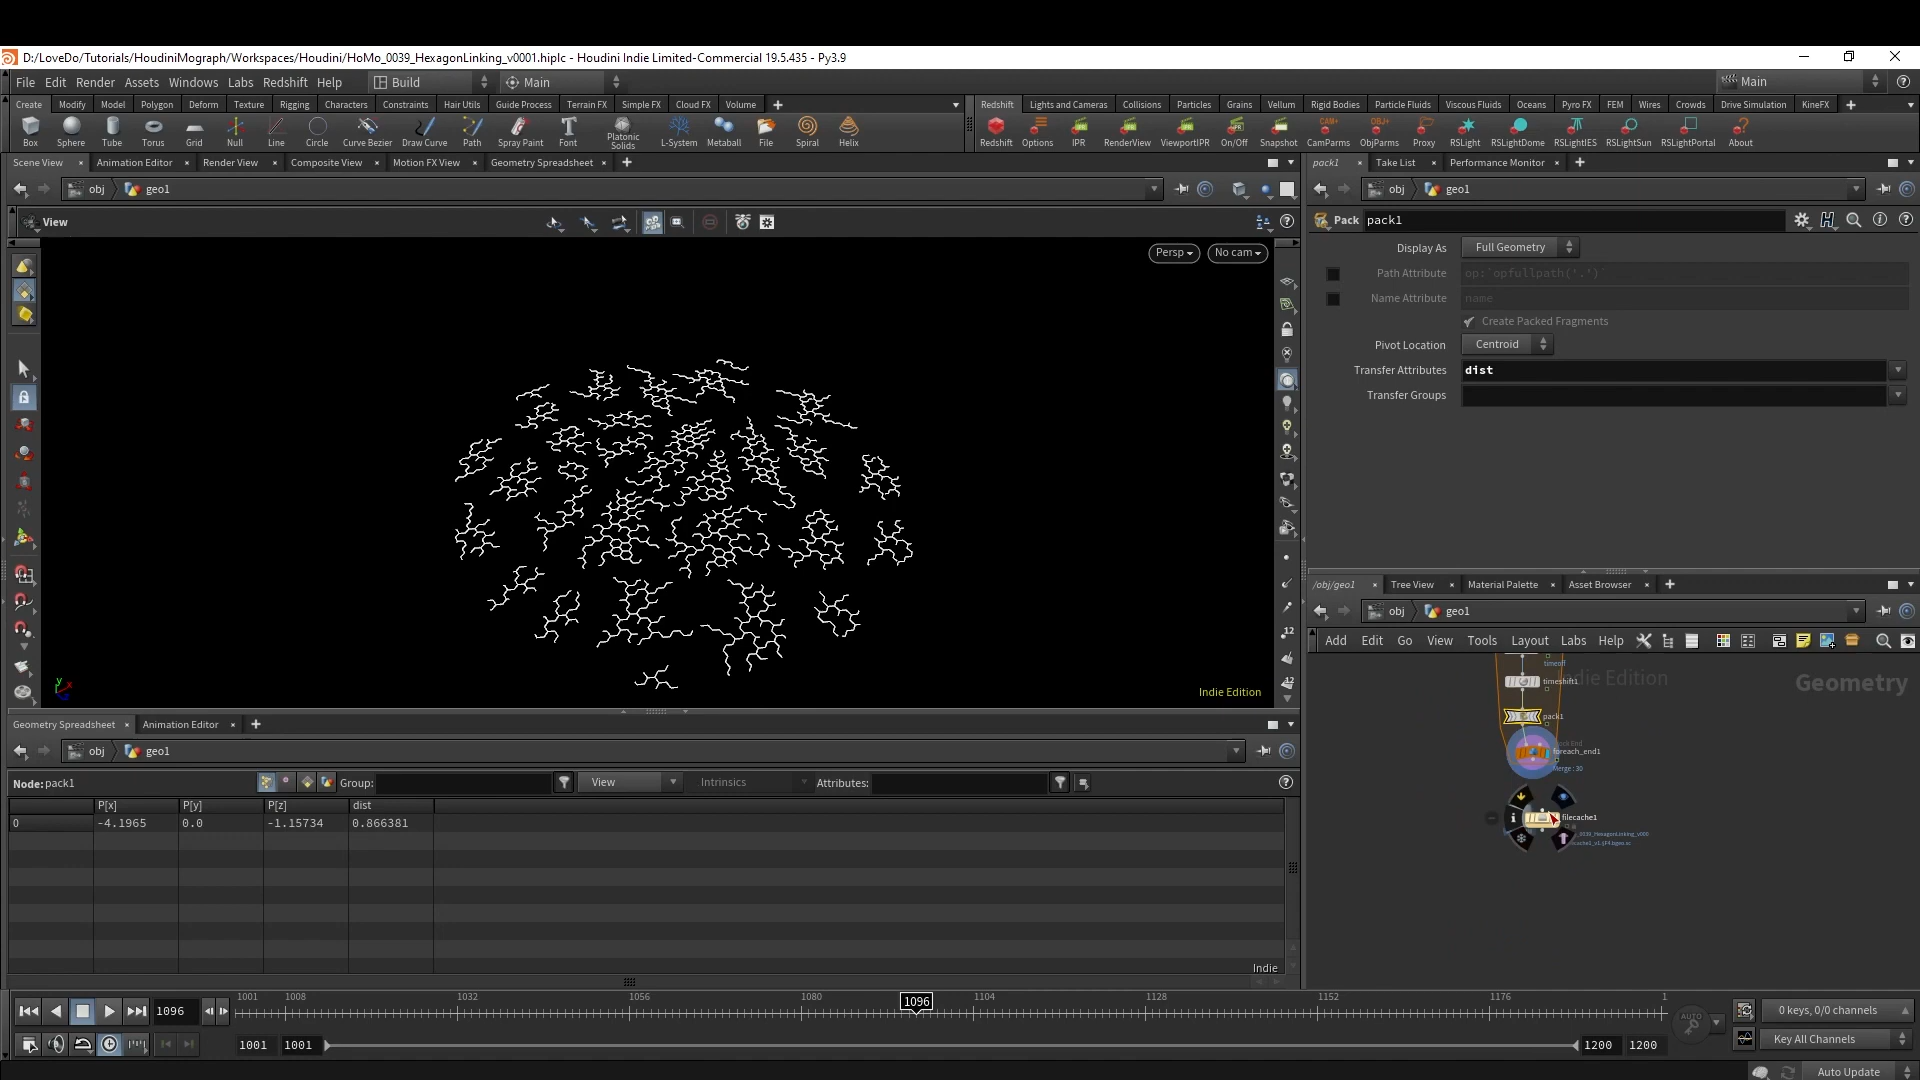 D:/LoveDo/Tutorials/HoudiniMograph/Workspaces/Houdini/HoMo_0039_HexagonLinking_v0001.hiplc - Houdini Indie Limited-Commercial 19.5.435 - Py3.9
File Edit Render Assets Windows Labs Redshift Help Build Main Main
Create Modify Model Polygon Deform Texture Rigging Characters Constraints Hair Utils Guide Process Terrain FX Simple FX Cloud FX Volume
Redshift Lights and Cameras Collisions Particles Grains Vellum Rigid Bodies Particle Fluids Viscous Fluids Oceans Pyro FX FEM Wires Crowds Drive Simulation KineFX
Box Sphere Tube Torus Grid Null Line Circle Curve Bezier Draw Curve Path Spray Paint Font Platonic Solids L-System Metaball File Spiral Helix
Redshift Options IPR RenderView ViewportIPR On/Off Snapshot CamParms ObjParms Proxy RSLight RSLightDome RSLightIES RSLightSun RSLightPortal About
Scene View Animation Editor Render View Composite View Motion FX View Geometry Spreadsheet
pack1 Take List Performance Monitor
obj geo1
obj geo1
View
Pack pack1
Persp No cam
Display As Full Geometry
Path Attribute op:`opfullpath('.')`
Name Attribute name
Create Packed Fragments
Pivot Location Centroid
Transfer Attributes dist
Transfer Groups
Indie Edition
/obj/geo1 Tree View Material Palette Asset Browser
obj geo1
Add Edit Go View Tools Layout Labs Help
Indie Edition
Geometry
timeoff
timeshift1
pack1
foreach_end1
Merge : 30
filecache1
Geometry Spreadsheet Animation Editor
obj geo1
Node: pack1 Group: View Intrinsics Attributes:
P[x] P[y] P[z] dist
0 -4.1965 0.0 -1.15734 0.866381
Indie
1096 1001 1008 1032 1056 1080 1096 1104 1128 1152 1176 1
AUTO
0 keys, 0/0 channels
1001 1001 1200 1200
Key All Channels
Auto Update